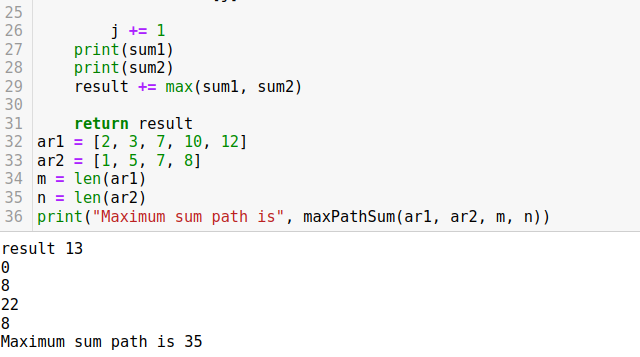 25
26 j += 1
27 print(sum1)
28 print(sum2)
29 result += max(sum1, sum2)
30
31 return result
32 ar1 = [2, 3, 7, 10, 12]
33 ar2 = [1, 5, 7, 8]
34 m = len(ar1)
35 n = len(ar2)
36 print("Maximum sum path is", maxPathSum(ar1, ar2, m, n))
result 13
0
8
22
8
Maximum sum path is 35